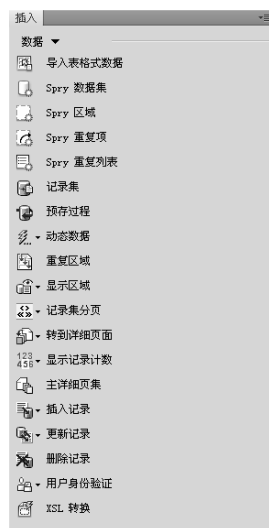 插入
数据
导入表格式数据
Spry 数据集
Spry 区域
Spry 重复项
Spry 重复列表
记录集
预存过程
动态数据
重复区域
显示区域
记录集分页
转到详细页面
显示记录计数
主详细页集
插入记录
更新记录
删除记录
用户身份验证
XSL 转换